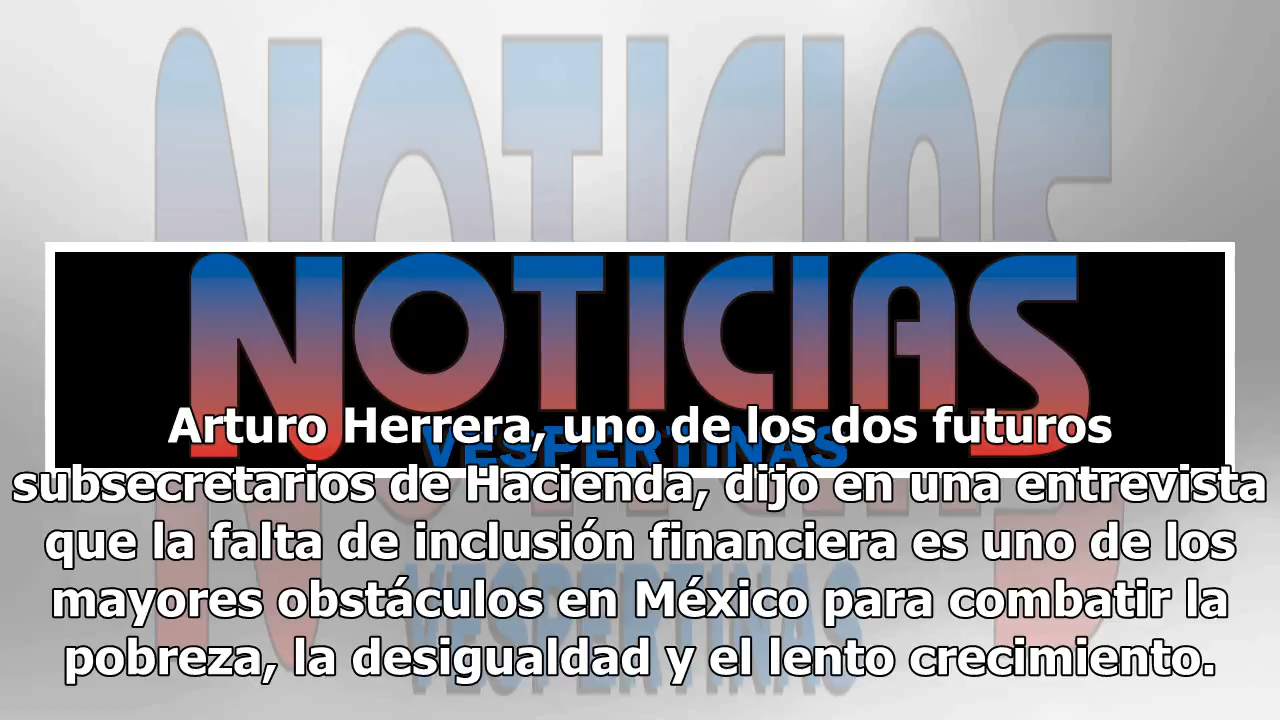 NOTICIAS
NOTICIAS
VESPERTINAS
Arturo Herrera, uno de los dos futuros
subsecretarios de Hacienda, dijo en una entrevista
que la falta de inclusión financiera es uno de los
mayores obstáculos en México para combatir la
pobreza, la desigualdad y el lento crecimiento.
VESPERTINAS